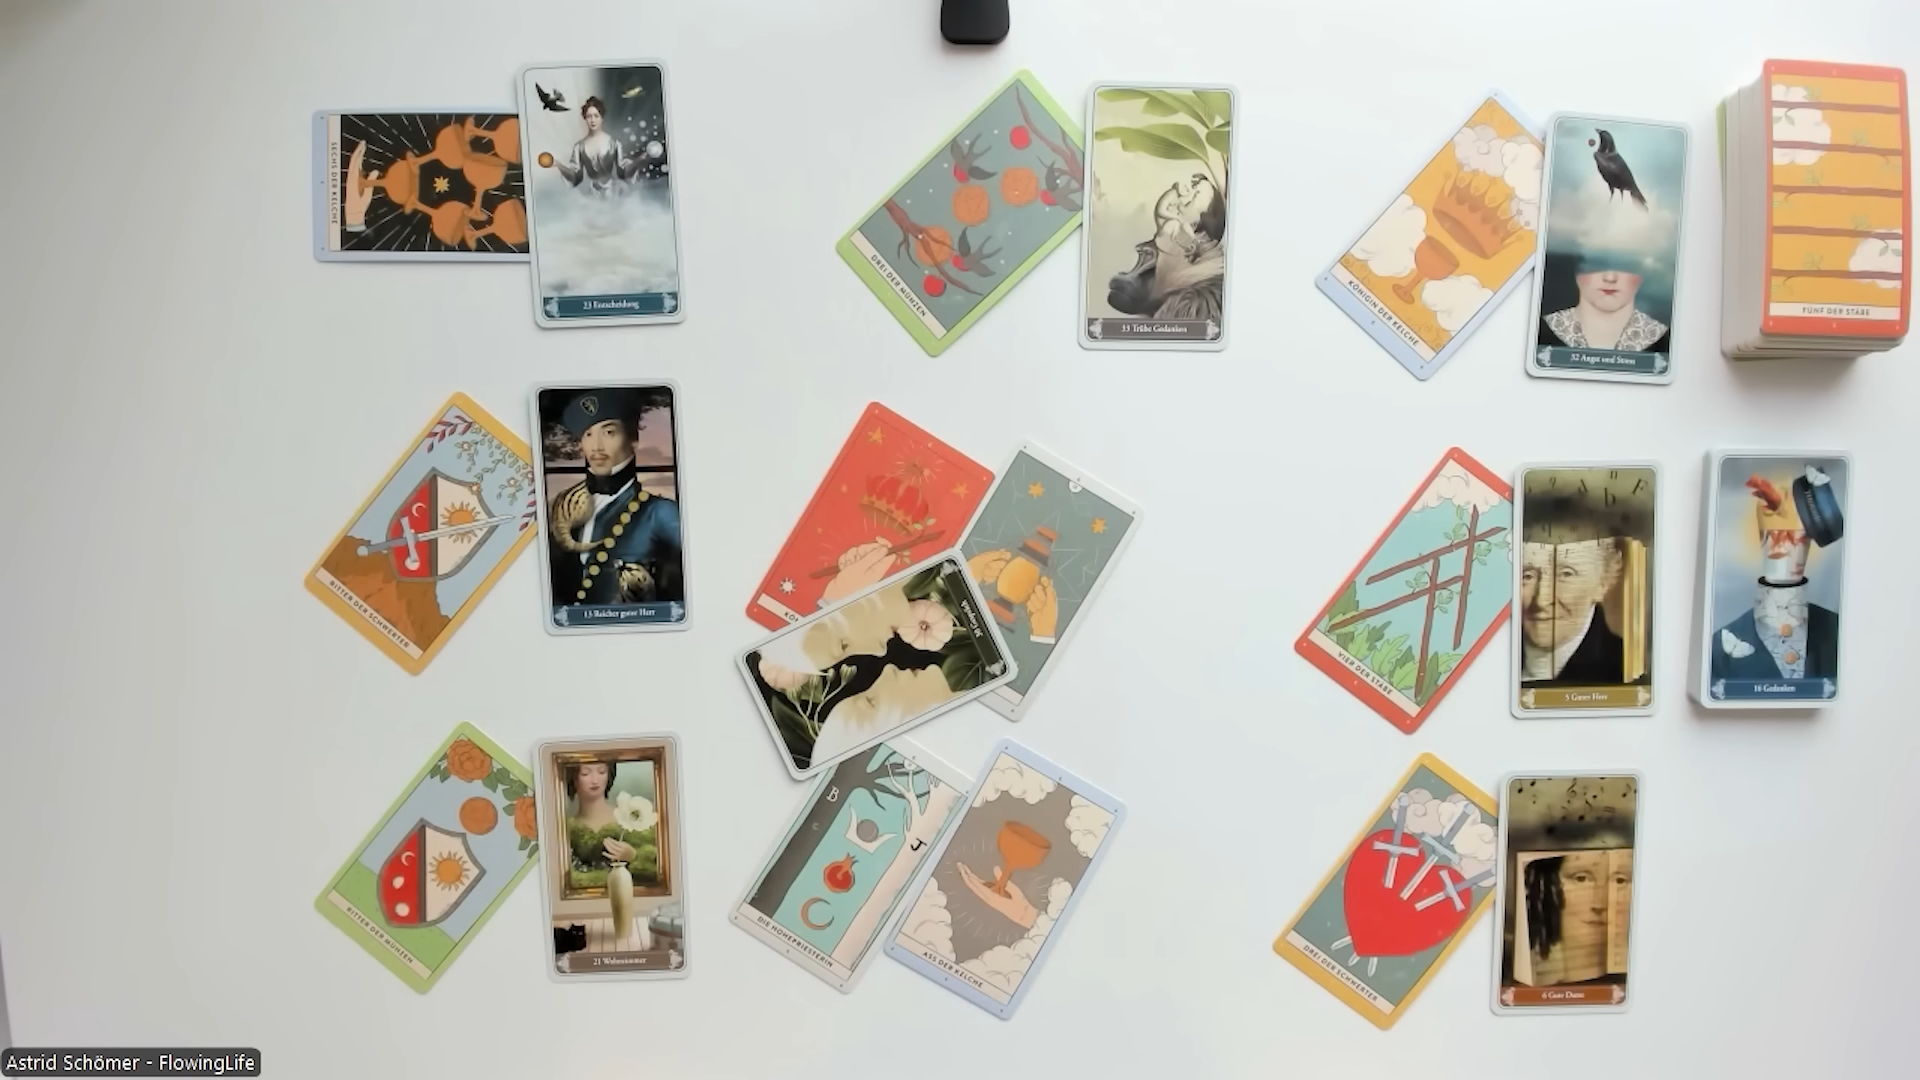 SECHS DER KELCHE
23 Entscheidung
DREI DER MÜNZEN
33 Trübe Gedanken
KÖNIGIN DER KELCHE
32 Angst und Stress
FÜNF DER STÄBE
RITTER DER SCHWERTER
13 Reicher guter Herr
VIER DER STÄBE
5 Guter Herr
16 Gedanken
RITTER DER MÜNZEN
21 Wohnzimmer
B
J
DIE HOHEPRIESTERIN
ASS DER KELCHE
DREI DER SCHWERTER
6 Gute Dame
Astrid Schömer - FlowingLife